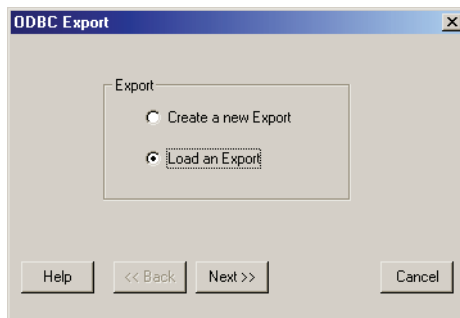 ODBC Export
Export
Create a new Export
Load an Export
Help
<< Back
Next >>
Cancel